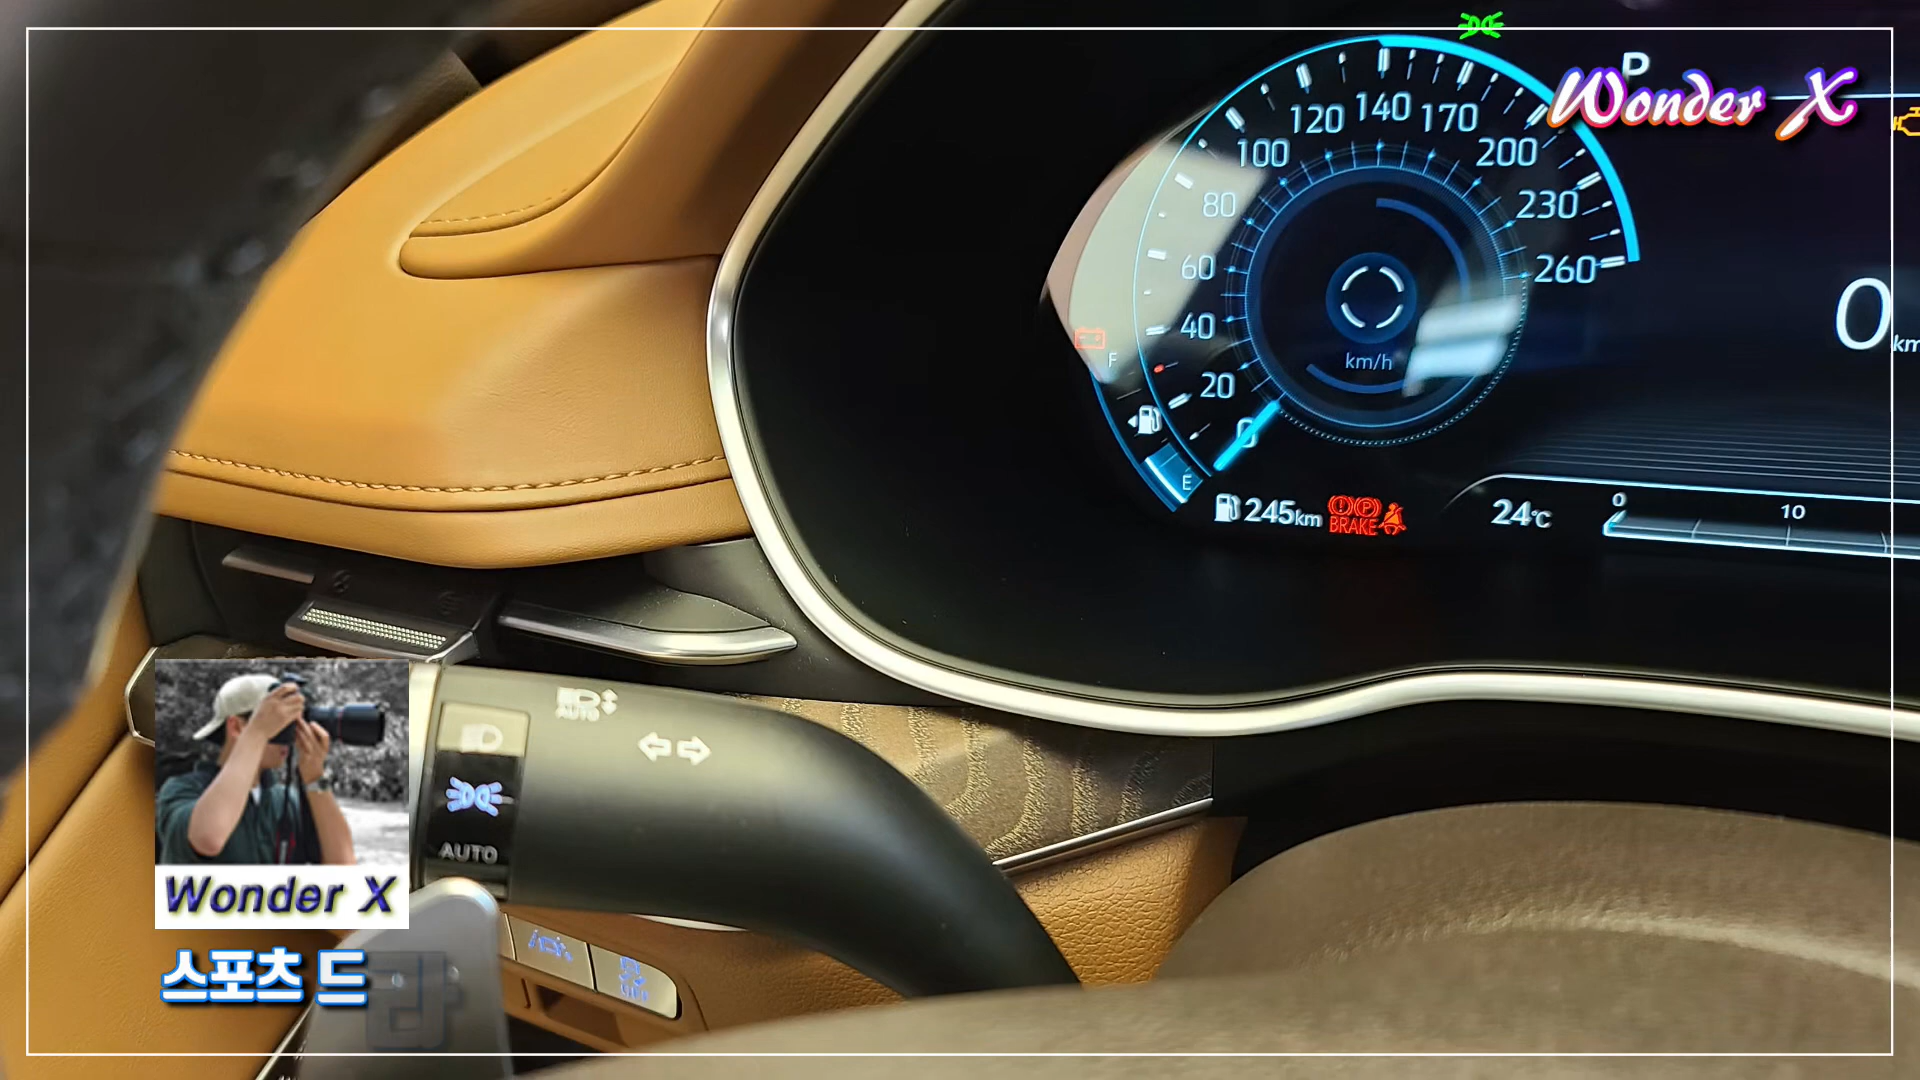 P
Wonder X
120 140 170
100 200
80 230
60 260
40
20
0
km/h
0
km
F
E
245km
BRAKE
24℃
0 10
AUTO
AUTO
Wonder X
스포츠 드